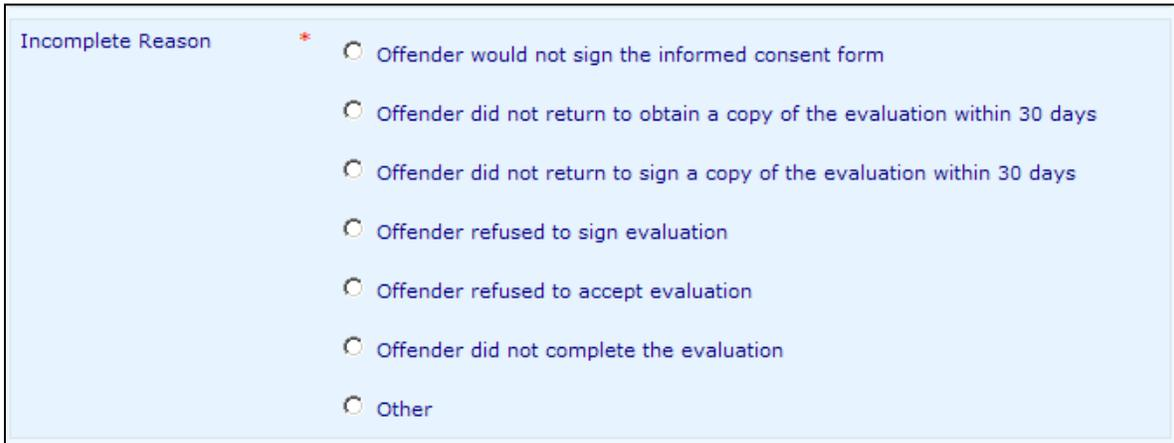 Incomplete Reason *
Offender would not sign the informed consent form
Offender did not return to obtain a copy of the evaluation within 30 days
Offender did not return to sign a copy of the evaluation within 30 days
Offender refused to sign evaluation
Offender refused to accept evaluation
Offender did not complete the evaluation
Other